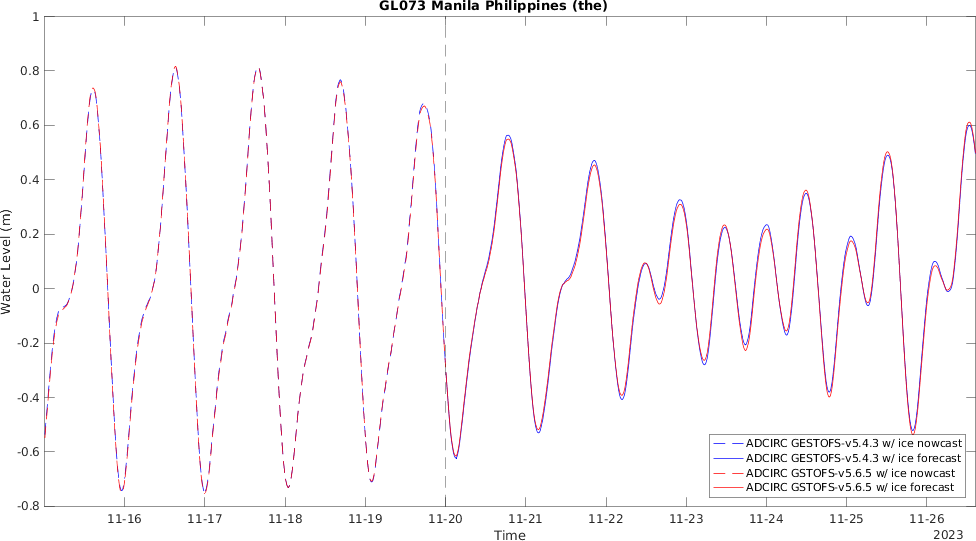 GL073 Manila Philippines (the)
1
0.8
0.6
0.4
0.2
0
-0.2
-0.4
-0.6
-0.8
Water Level (m)
11-16 11-17 11-18 11-19 11-20 11-21 11-22 11-23 11-24 11-25 11-26
Time
2023
ADCIRC GESTOFS-v5.4.3 w/ ice nowcast
ADCIRC GESTOFS-v5.4.3 w/ ice forecast
ADCIRC GSTOFS-v5.6.5 w/ ice nowcast
ADCIRC GSTOFS-v5.6.5 w/ ice forecast